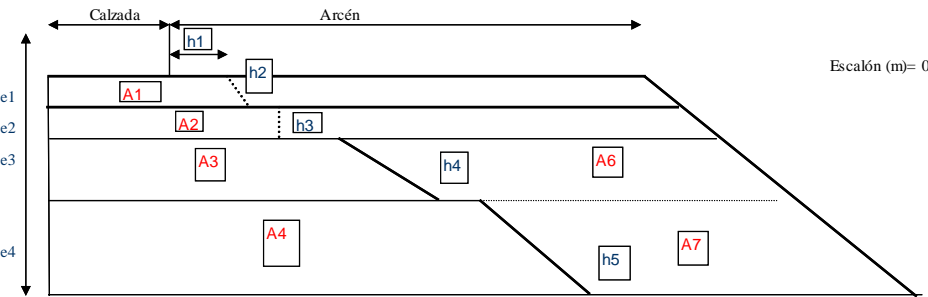 Calzada Arcén
h1
h2
Escalón (m)= 0
e1 A1
e2 A2 h3
e3 A3 h4 A6
e4 A4 h5 A7